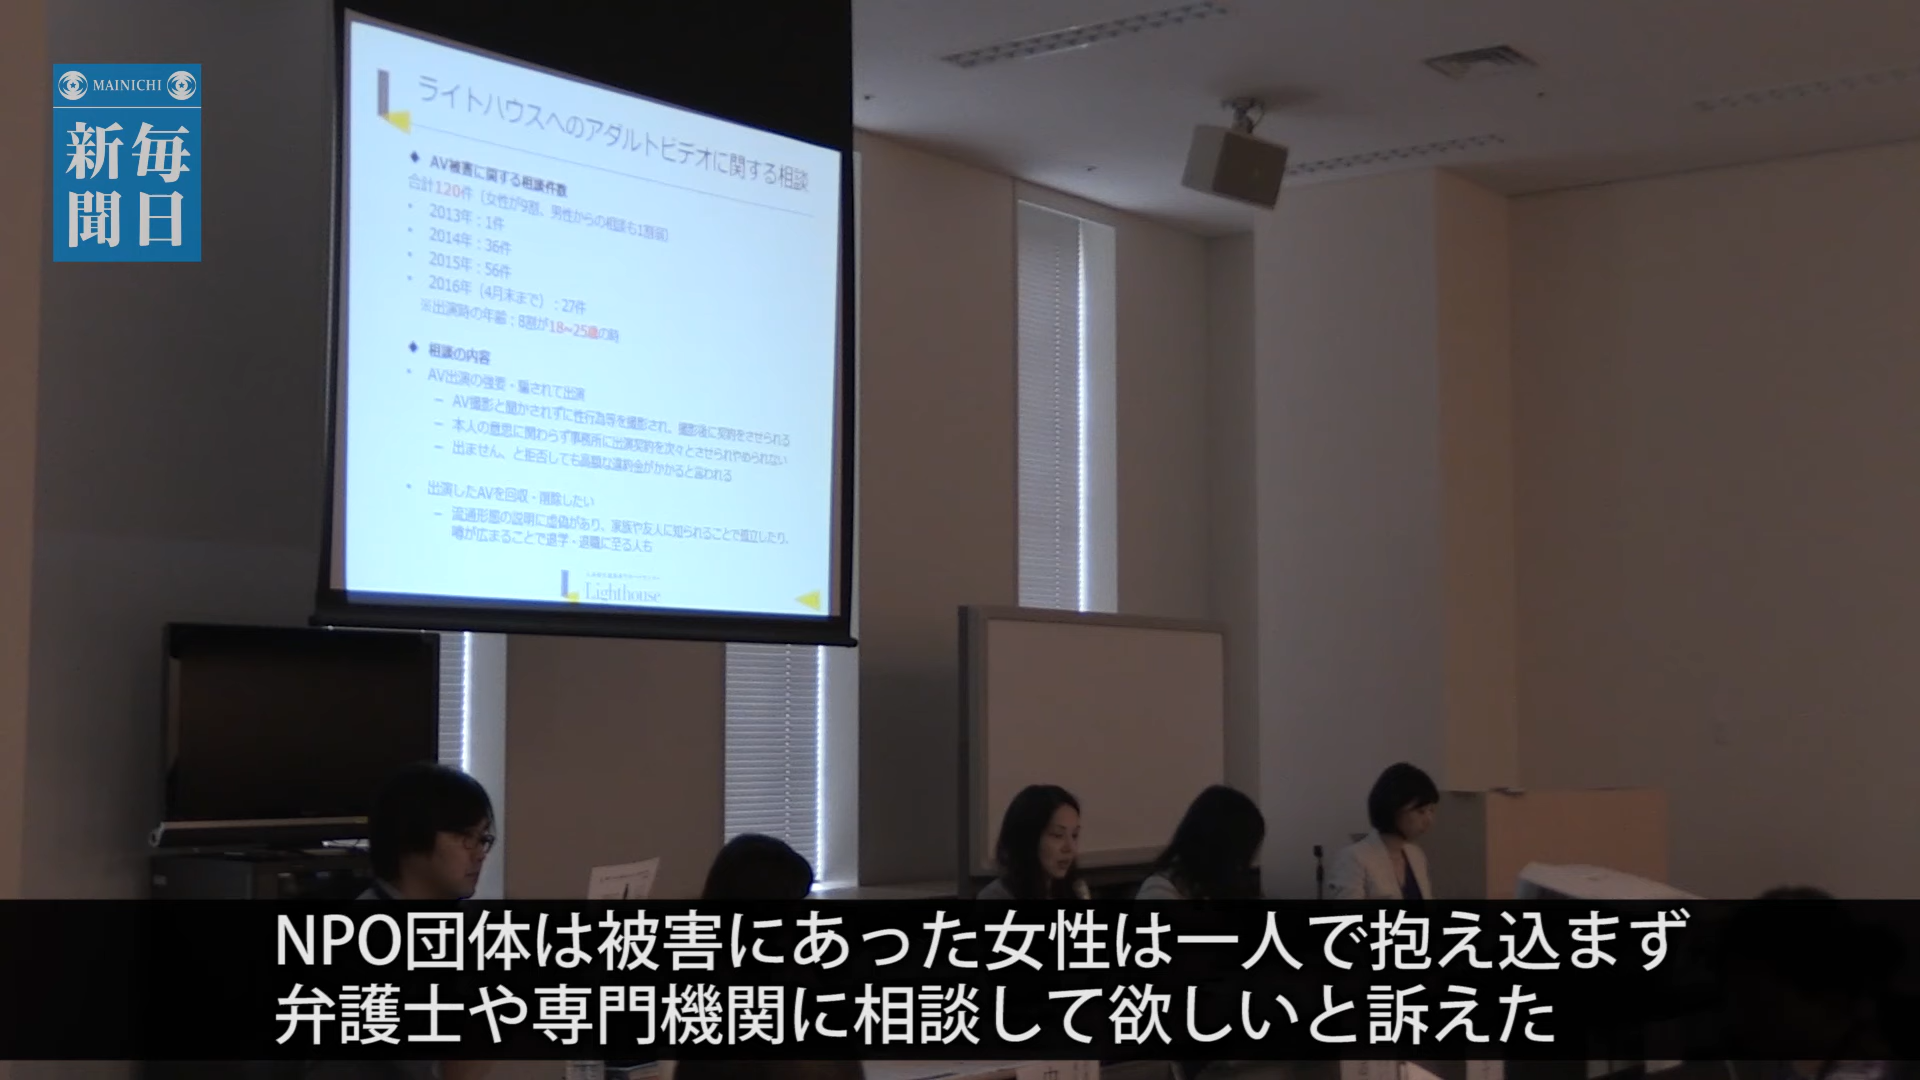 MAINICHI
毎日新聞
ライトハウスへのアダルトビデオに関する相談
◆ AV被害に関する相談件数
合計120件（女性が9割、男性からの相談も1割弱）
• 2013年：1件
• 2014年：36件
• 2015年：56件
• 2016年（4月末まで）：27件
※出演時の年齢；8割が18~25歳の時
◆ 相談の内容
• AV出演の強要・騙されて出演
– AV撮影と聞かされずに性行為等を撮影され、撮影後に契約をさせられる
– 本人の意思に関わらず事務所に出演契約を次々とさせられやめられない
– 出ません、と拒否しても高額な違約金がかかると言われる
• 出演したAVを回収・削除したい
– 流通形態の説明に虚偽があり、家族や友人に知られることで孤立したり、
噂が広まることで退学・退職に至る人も
Lighthouse
NPO団体は被害にあった女性は一人で抱え込まず
弁護士や専門機関に相談して欲しいと訴えた